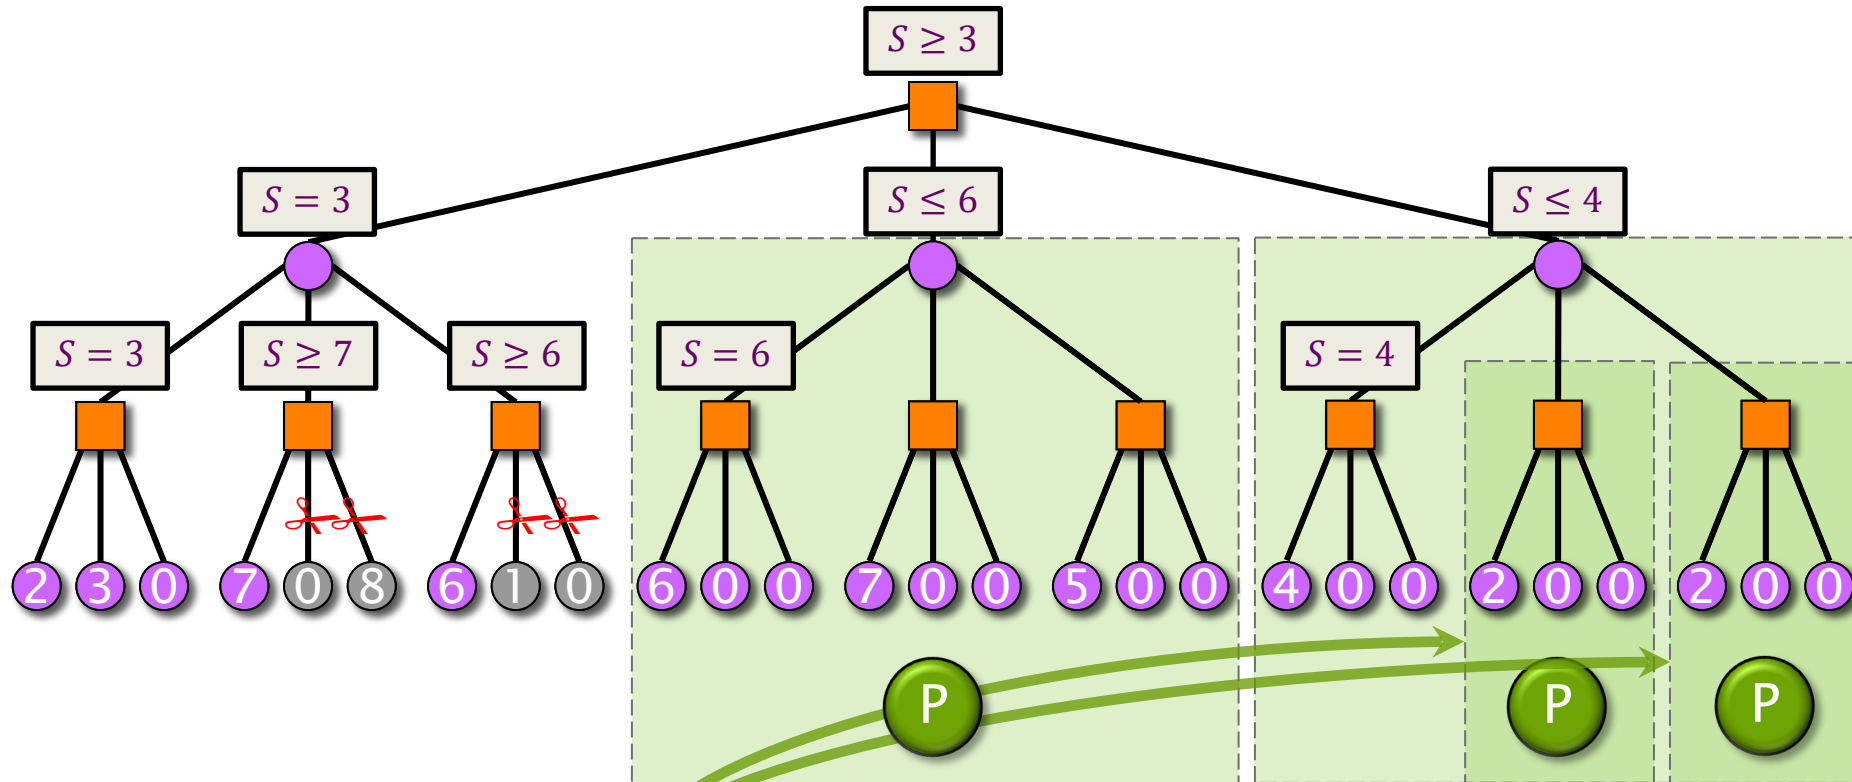 S ≥ 3
S = 3
S ≤ 6
S ≤ 4
S = 3
S ≥ 7
S ≥ 6
S = 6
S = 4
2 3 0 7 0 8 6 1 0 6 0 0 7 0 0 5 0 0 4 0 0 2 0 0 2 0 0
P P P